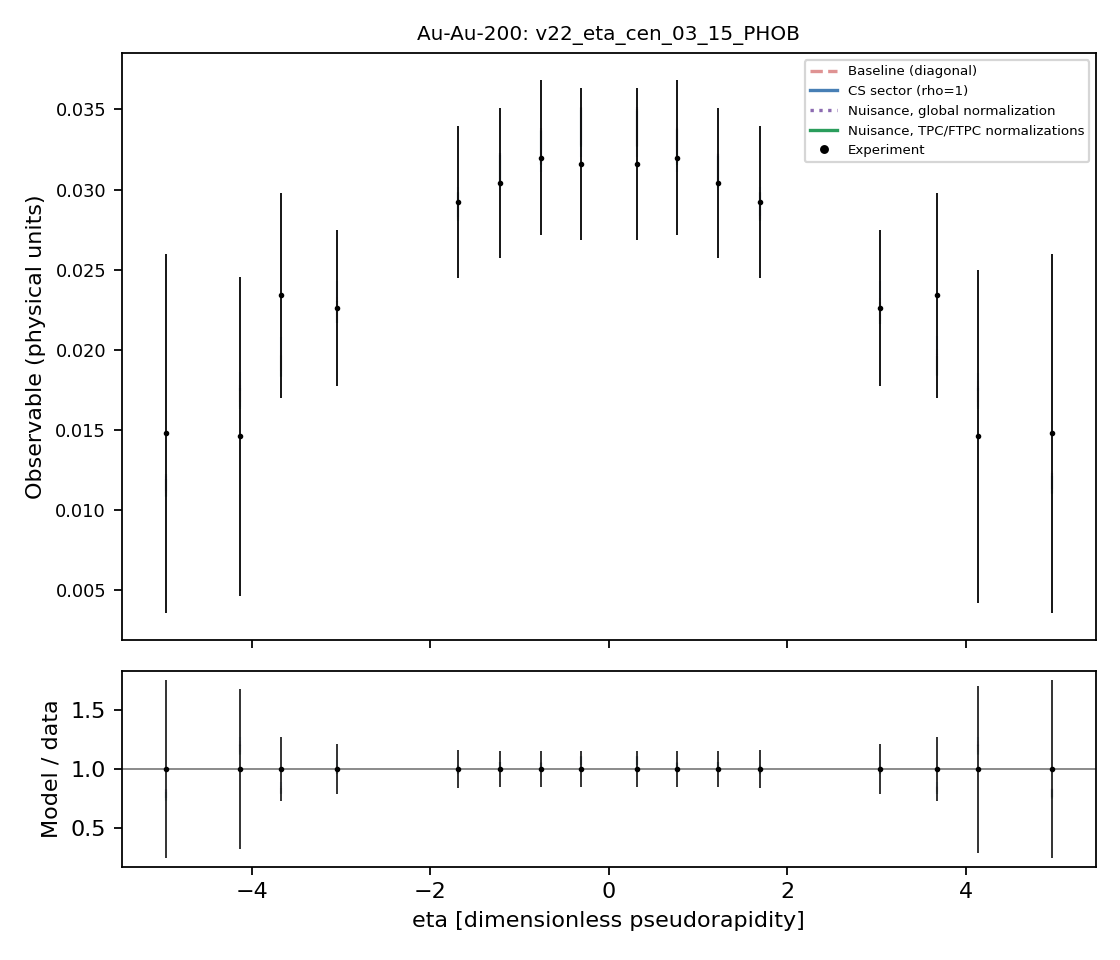 Au-Au-200: v22_eta_cen_03_15_PHOB
Baseline (diagonal)
CS sector (rho=1)
Nuisance, global normalization
Nuisance, TPC/FTPC normalizations
Experiment
Observable (physical units)
0.035
0.030
0.025
0.020
0.015
0.010
0.005
Model / data
1.5
1.0
0.5
−4 −2 0 2 4
eta [dimensionless pseudorapidity]